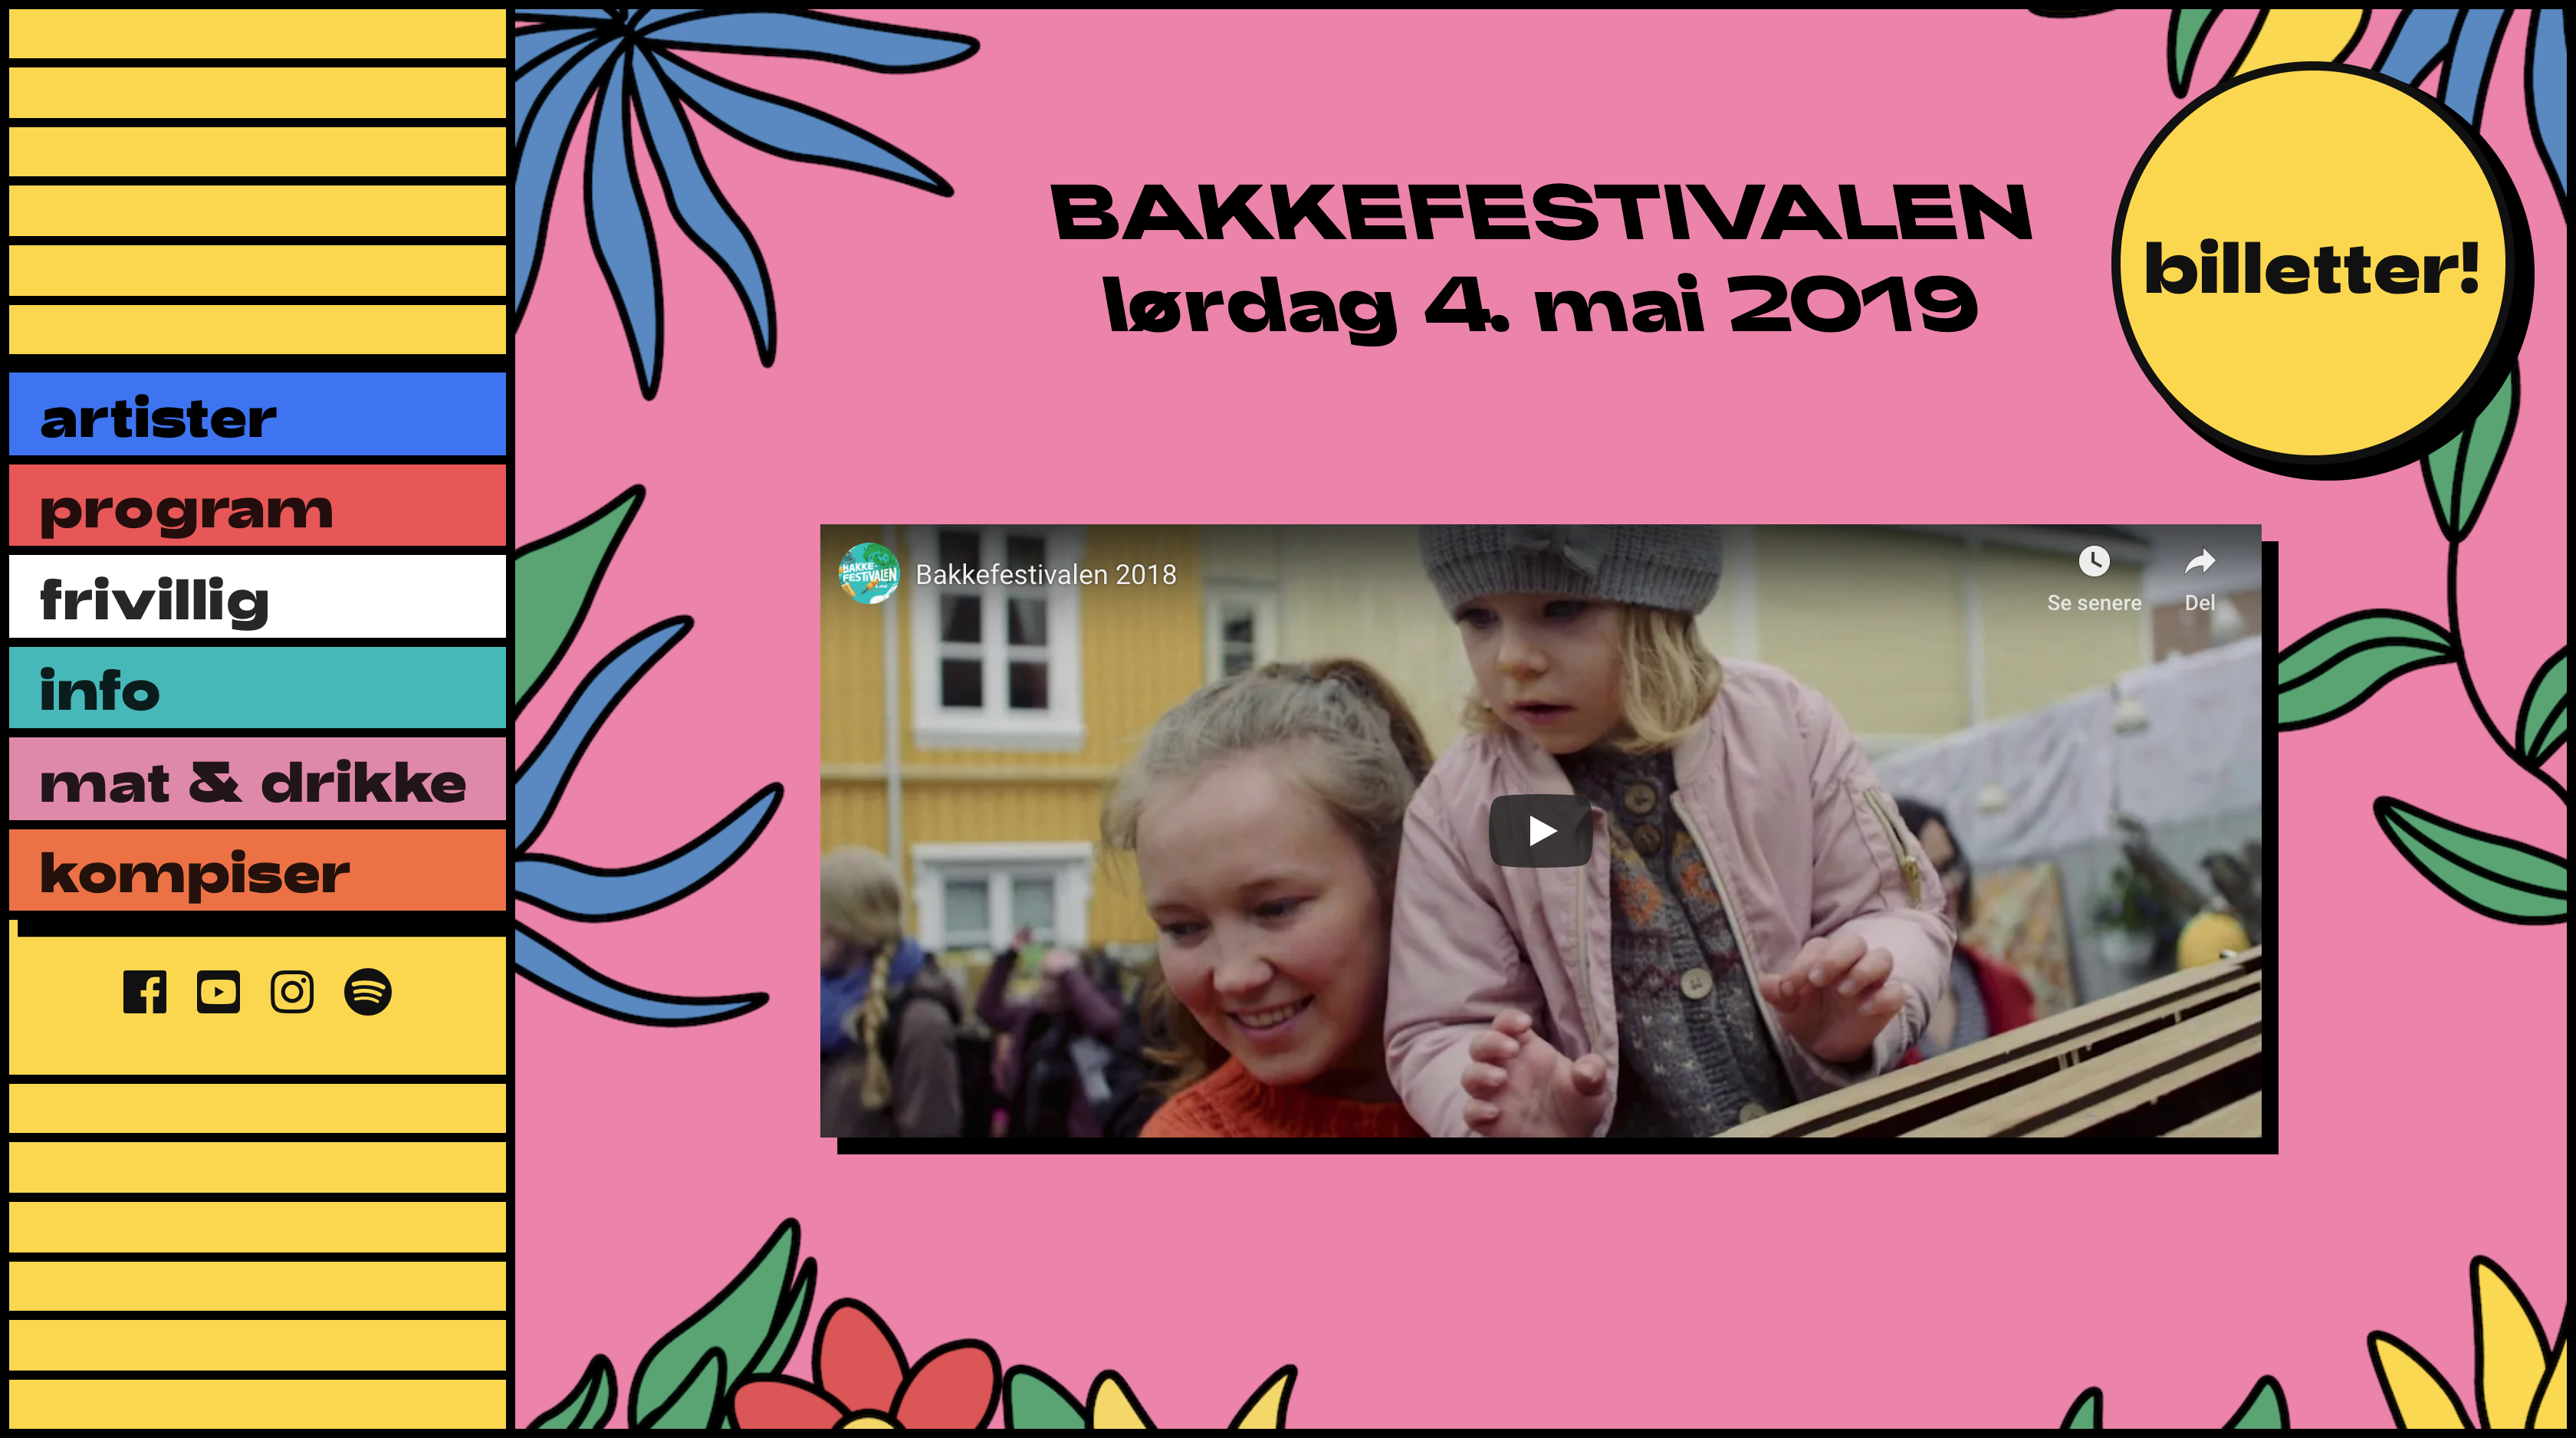 BAKKEFESTIVALEN
lørdag 4. mai 2019
billetter!
artister
program
frivillig
info
mat & drikke
kompiser
BAKKE-
FESTIVALEN
Bakkefestivalen 2018
Se senere
Del